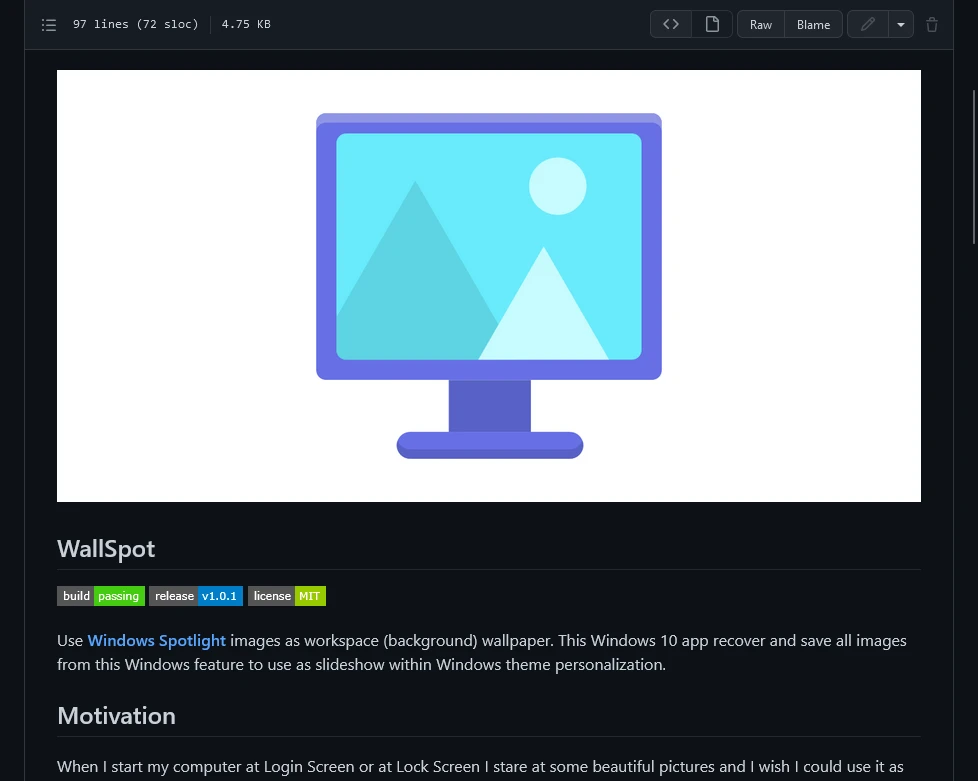 97 lines (72 sloc) 4.75 KB Raw Blame
WallSpot
build passing release v1.0.1 license MIT
Use Windows Spotlight images as workspace (background) wallpaper. This Windows 10 app recover and save all images
from this Windows feature to use as slideshow within Windows theme personalization.
Motivation
When I start my computer at Login Screen or at Lock Screen I stare at some beautiful pictures and I wish I could use it as